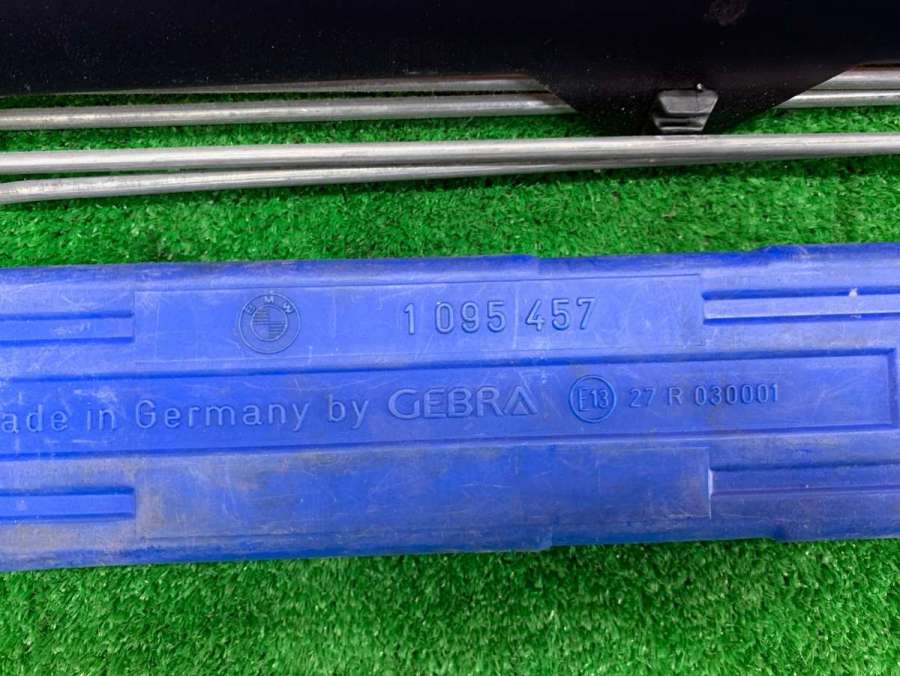 BMW
1 095 457
ade in Germany by GEBRA E13 27 R 030001